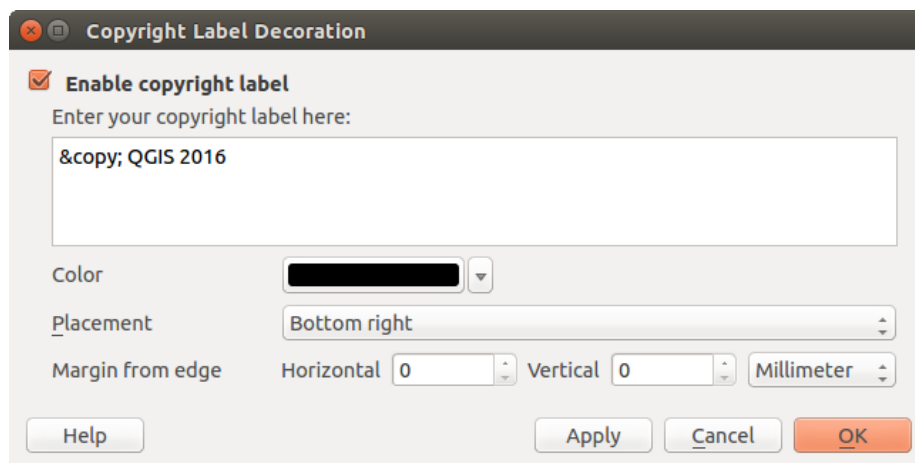 Copyright Label Decoration
Enable copyright label
Enter your copyright label here:
&copy; QGIS 2016
Color
Placement Bottom right
Margin from edge Horizontal 0 Vertical 0 Millimeter
Help Apply Cancel OK